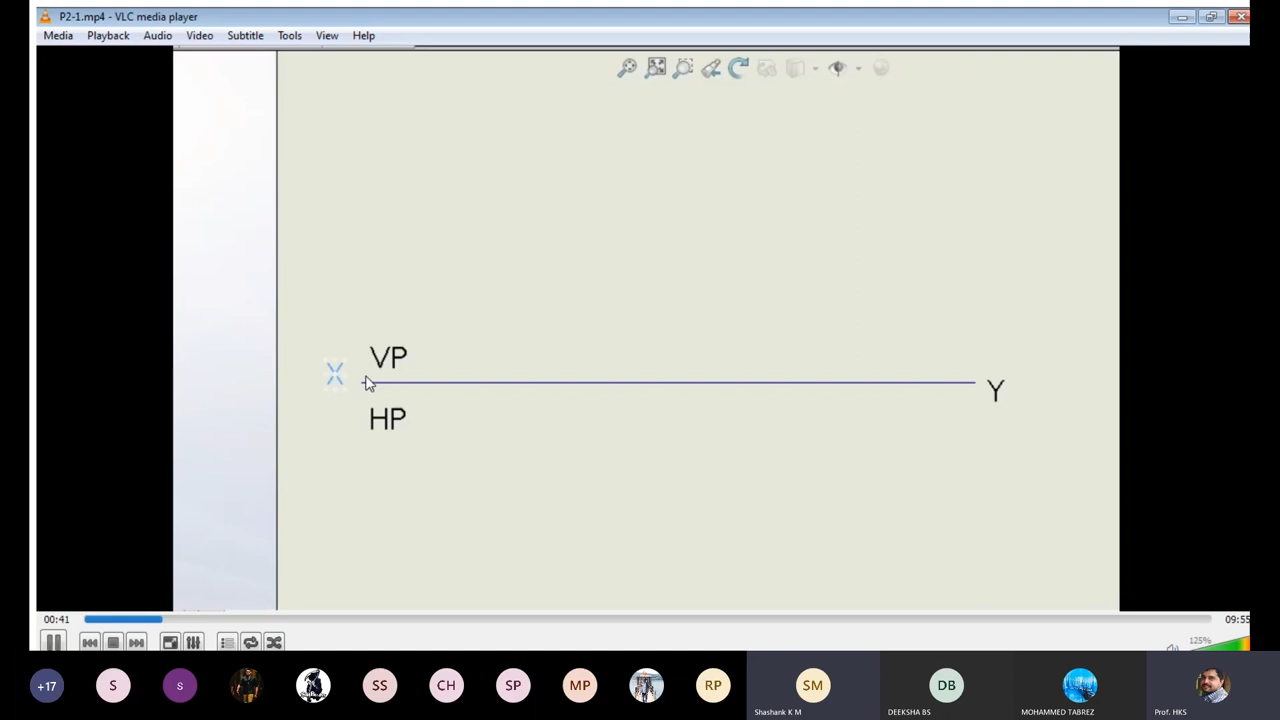 P2-1.mp4 - VLC media player
Media Playback Audio Video Subtitle Tools View Help
VP
X
Y
HP
00:41
09:55
125%
+17 S s SS CH SP MP RP SM DB
Shashank K M DEEKSHA BS MOHAMMED TABREZ Prof. HKS